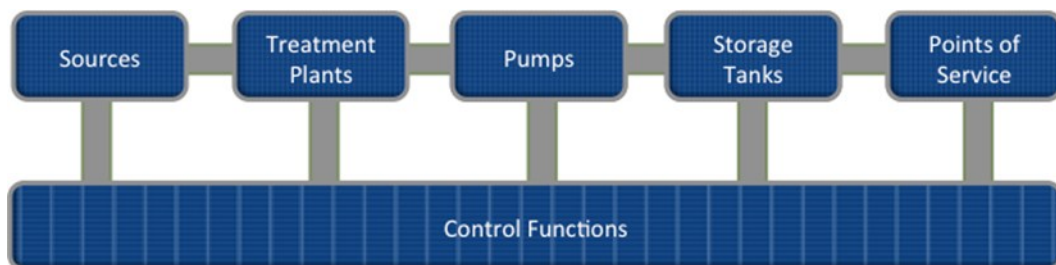 Sources
Treatment
Plants
Pumps
Storage
Tanks
Points of
Service
Control Functions